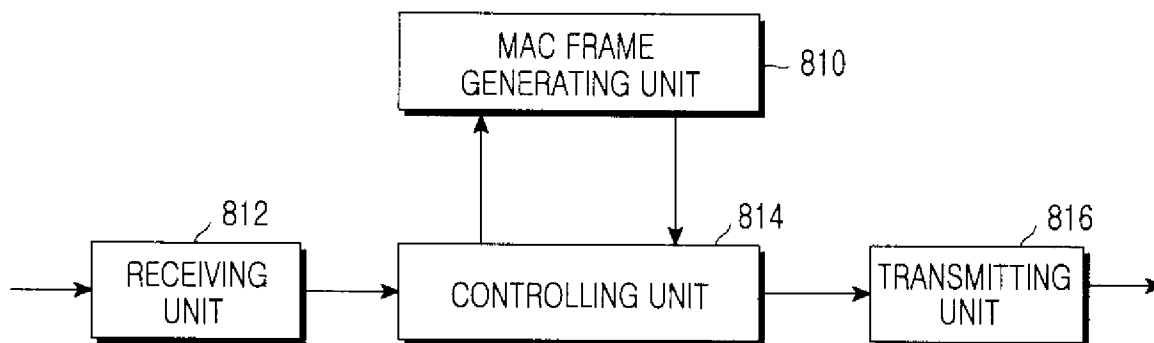 MAC FRAME
GENERATING UNIT
810
812
814
816
RECEIVING
UNIT
CONTROLLING UNIT
TRANSMITTING
UNIT